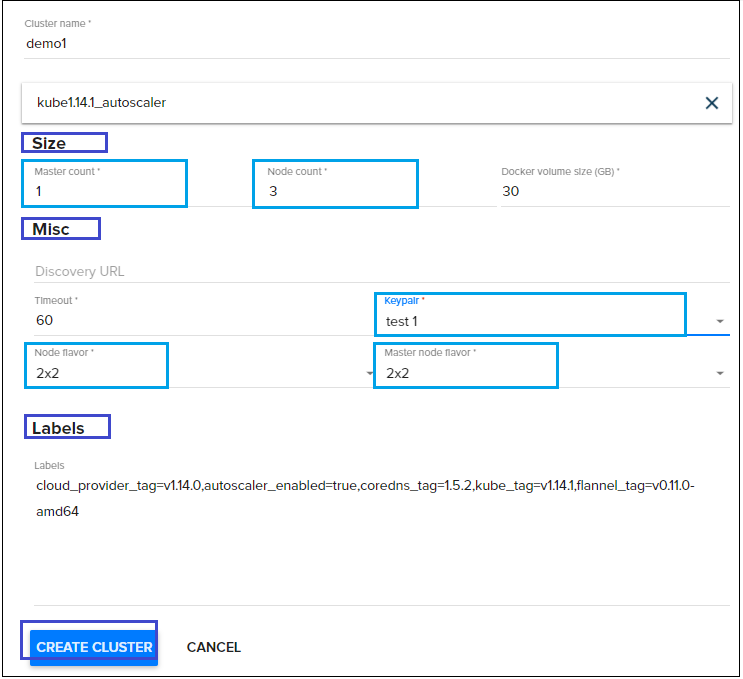 Cluster name *
demo1
kube1.14.1_autoscaler
Size
Master count * Node count * Docker volume size (GB) *
1 3 30
Misc
Discovery URL
Timeout * Keypair *
60 test 1
Node flavor * Master node flavor *
2x2 2x2
Labels
Labels
cloud_provider_tag=v1.14.0,autoscaler_enabled=true,coredns_tag=1.5.2,kube_tag=v1.14.1,flannel_tag=v0.11.0-
amd64
CREATE CLUSTER CANCEL